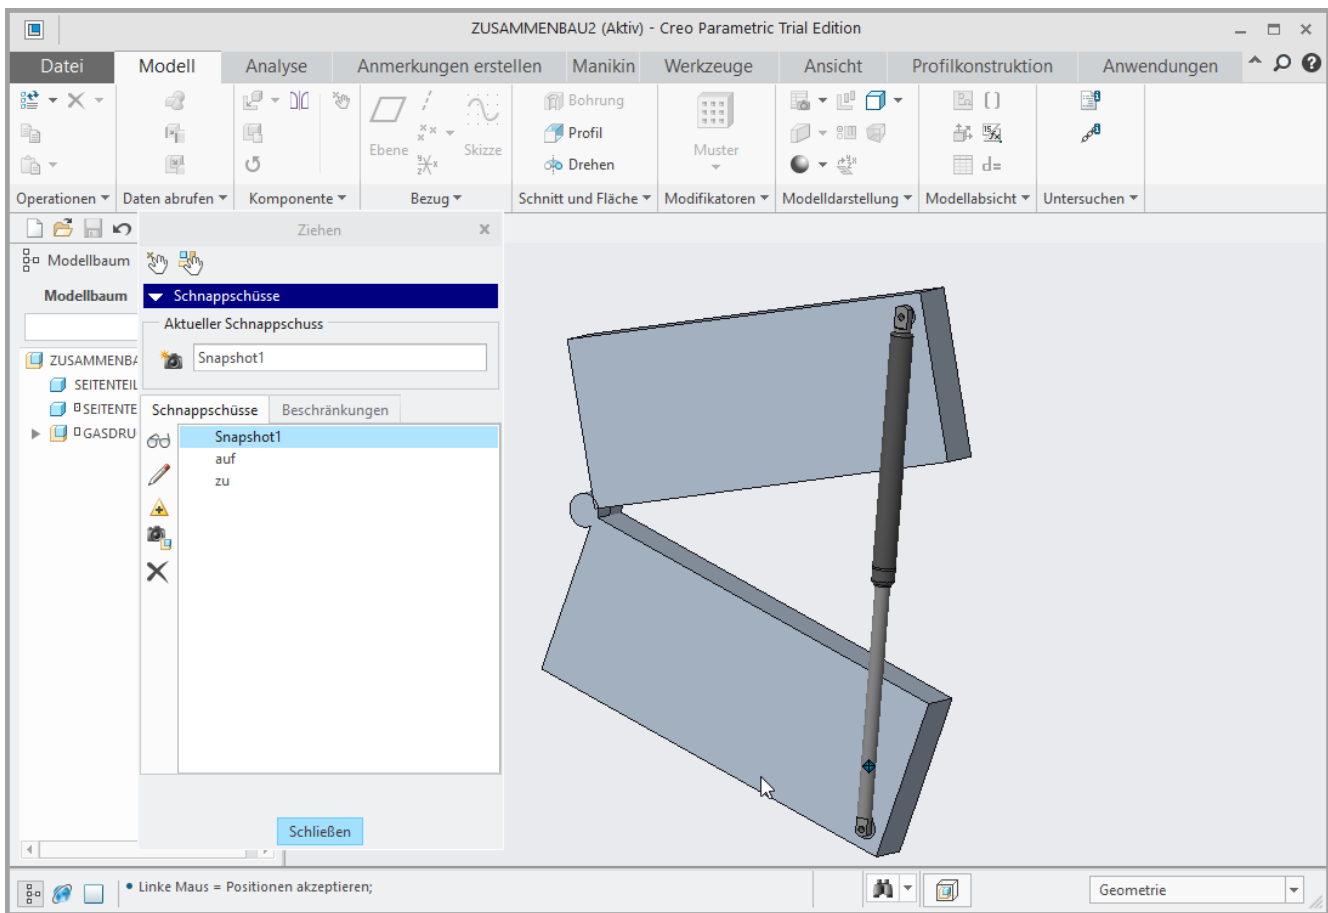 ZUSAMMENBAU2 (Aktiv) - Creo Parametric Trial Edition
Datei Modell Analyse Anmerkungen erstellen Manikin Werkzeuge Ansicht Profilkonstruktion Anwendungen
Bohrung
Profil
Ebene Skizze Muster
Drehen
d=
Operationen Daten abrufen Komponente Bezug Schnitt und Fläche Modifikatoren Modelldarstellung Modellabsicht Untersuchen
Ziehen
Modellbaum
Modellbaum
Schnappschüsse
Aktueller Schnappschuss
Snapshot1
ZUSAMMENBA
SEITENTEIL
SEITENTE
GASDRU
Schnappschüsse Beschränkungen
Snapshot1
auf
zu
Schließen
Linke Maus = Positionen akzeptieren;
Geometrie